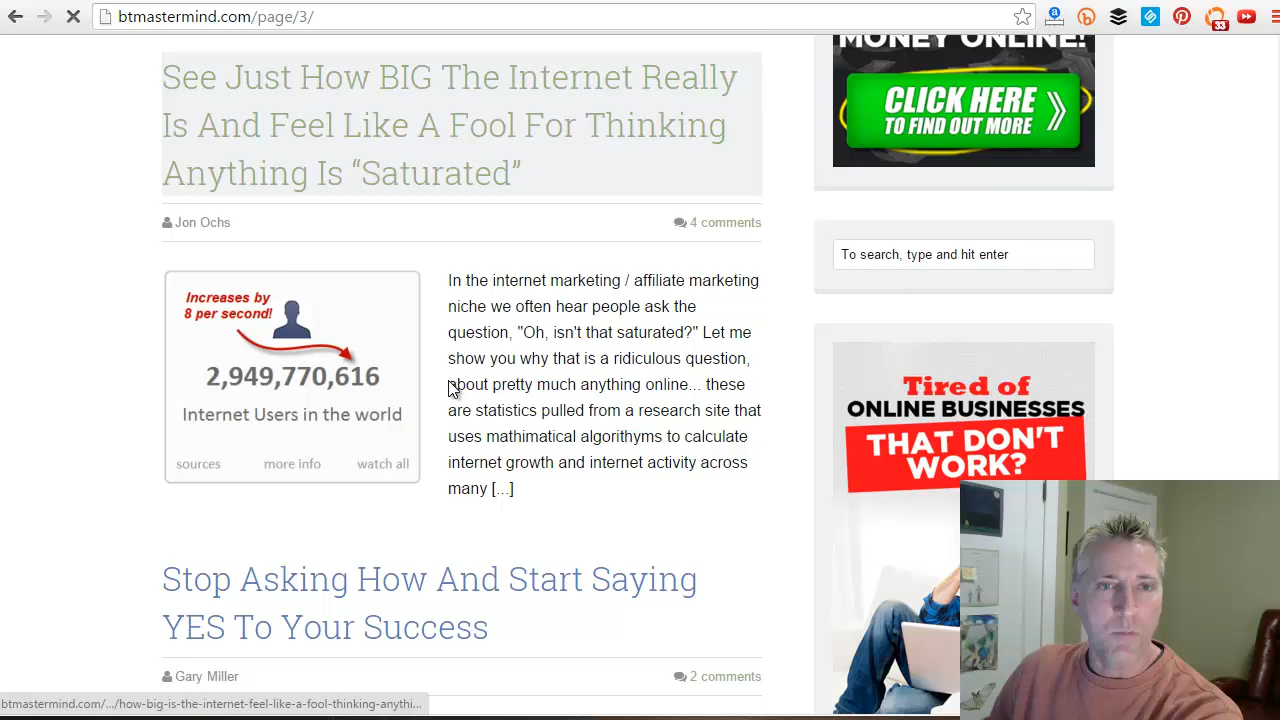 btmastermind.com/page/3/
33
MONEY ONLINE!
CLICK HERE
TO FIND OUT MORE
See Just How BIG The Internet Really
Is And Feel Like A Fool For Thinking
Anything Is “Saturated”
Jon Ochs
4 comments
To search, type and hit enter
Increases by
8 per second!
2,949,770,616
Internet Users in the world
sources more info watch all
In the internet marketing / affiliate marketing
niche we often hear people ask the
question, "Oh, isn't that saturated?" Let me
show you why that is a ridiculous question,
about pretty much anything online... these
are statistics pulled from a research site that
uses mathimatical algorithyms to calculate
internet growth and internet activity across
many [...]
Tired of
ONLINE BUSINESSES
THAT DON'T
WORK?
Stop Asking How And Start Saying
YES To Your Success
Gary Miller
2 comments
btmastermind.com/.../how-big-is-the-internet-feel-like-a-fool-thinking-anythi...